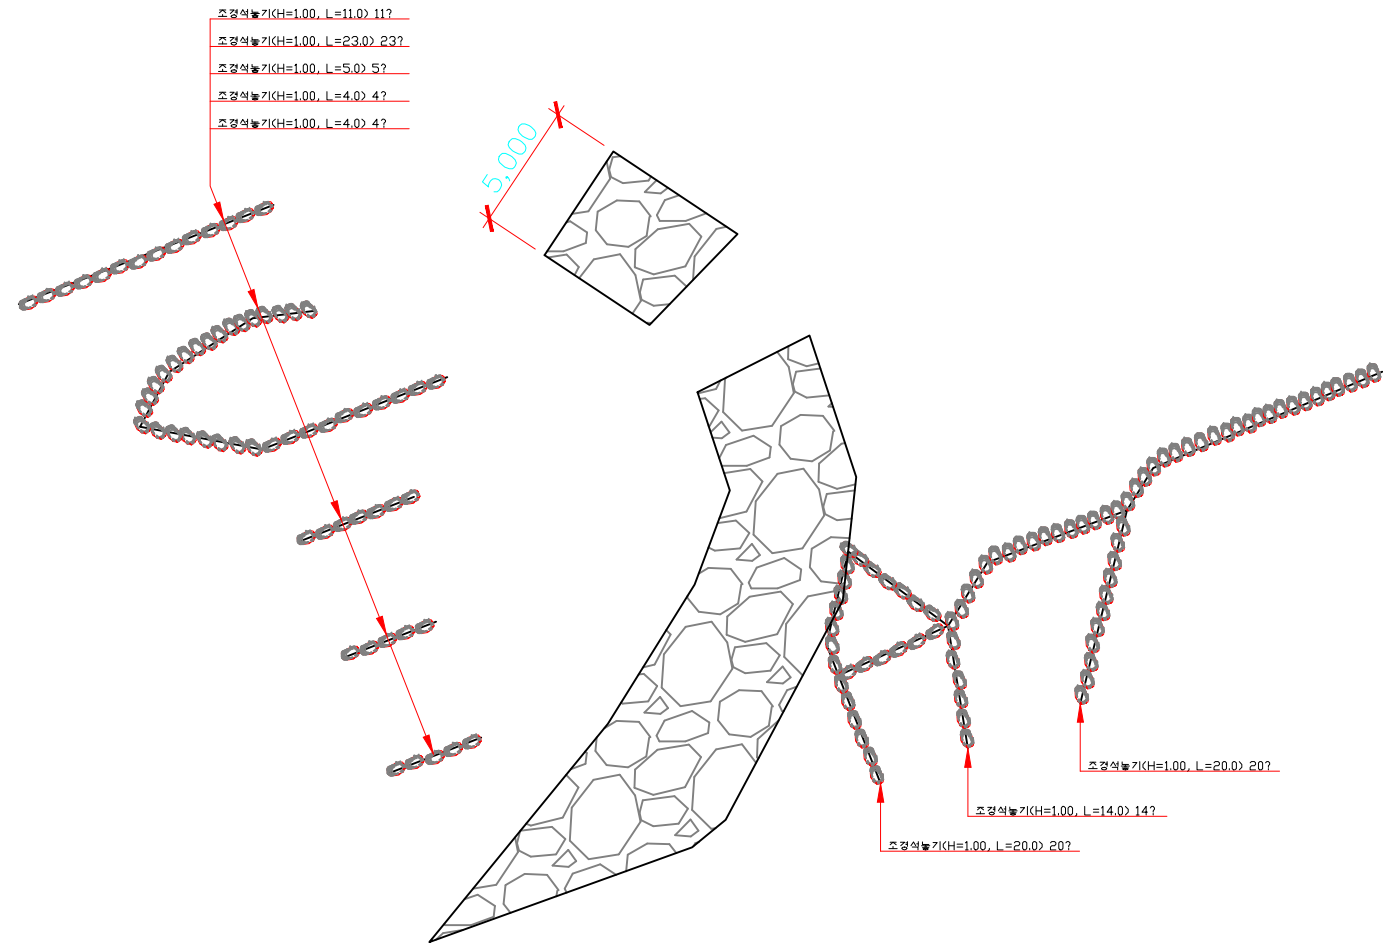 조경석놓기(H=1.00, L=11.0) 11?
조경석놓기(H=1.00, L=23.0) 23?
조경석놓기(H=1.00, L=5.0) 5?
조경석놓기(H=1.00, L=4.0) 4?
조경석놓기(H=1.00, L=4.0) 4?
5,000
조경석놓기(H=1.00, L=20.0) 20?
조경석놓기(H=1.00, L=14.0) 14?
조경석놓기(H=1.00, L=20.0) 20?